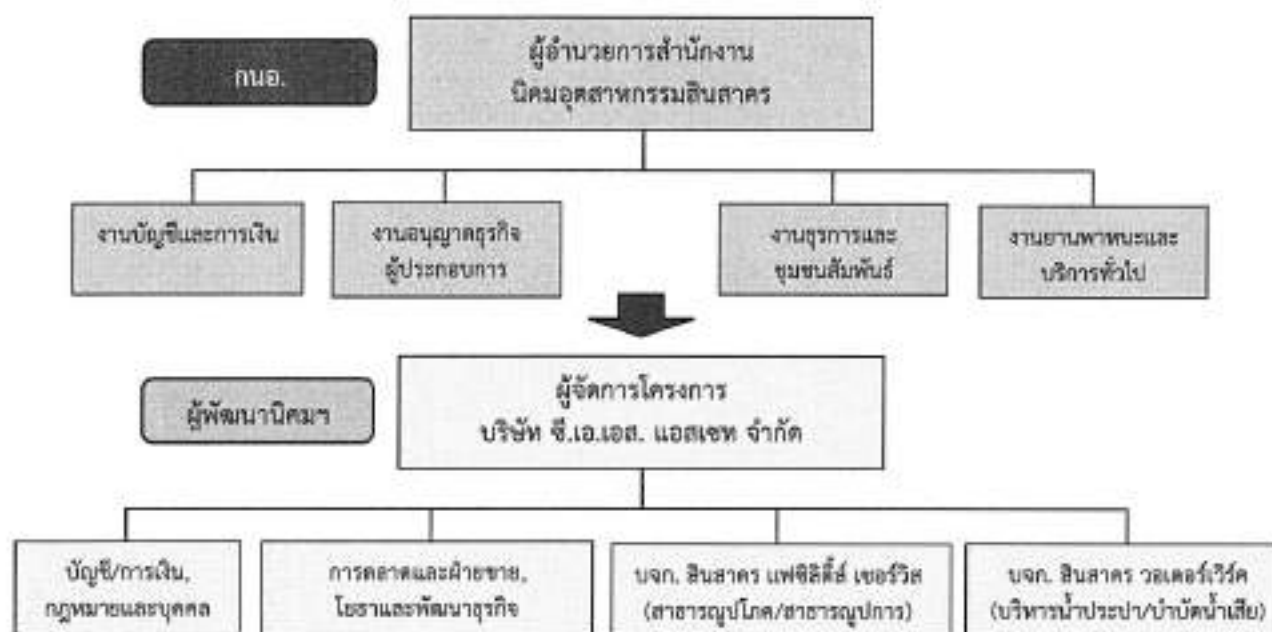 กนอ.
ผู้อำนวยการสำนักงาน
นิคมอุตสาหกรรมสินสาคร
งานบัญชีและการเงิน
งานอนุญาตธุรกิจ
ผู้ประกอบการ
งานธุรการและ
ชุมชนสัมพันธ์
งานยานพาหนะและ
บริการทั่วไป
ผู้พัฒนานิคมฯ
ผู้จัดการโครงการ
บริษัท ซี.เอ.เอส. แอสเซท จำกัด
บัญชี/การเงิน,
กฎหมายและบุคคล
การตลาดและฝ่ายขาย,
โยธาและพัฒนาธุรกิจ
บจก. สินสาคร แฟซิลิตี้ส์ เซอร์วิส
(สาธารณูปโภค/สาธารณูปการ)
บจก. สินสาคร วอเตอร์เวิร์ค
(บริหารน้ำประปา/บำบัดน้ำเสีย)